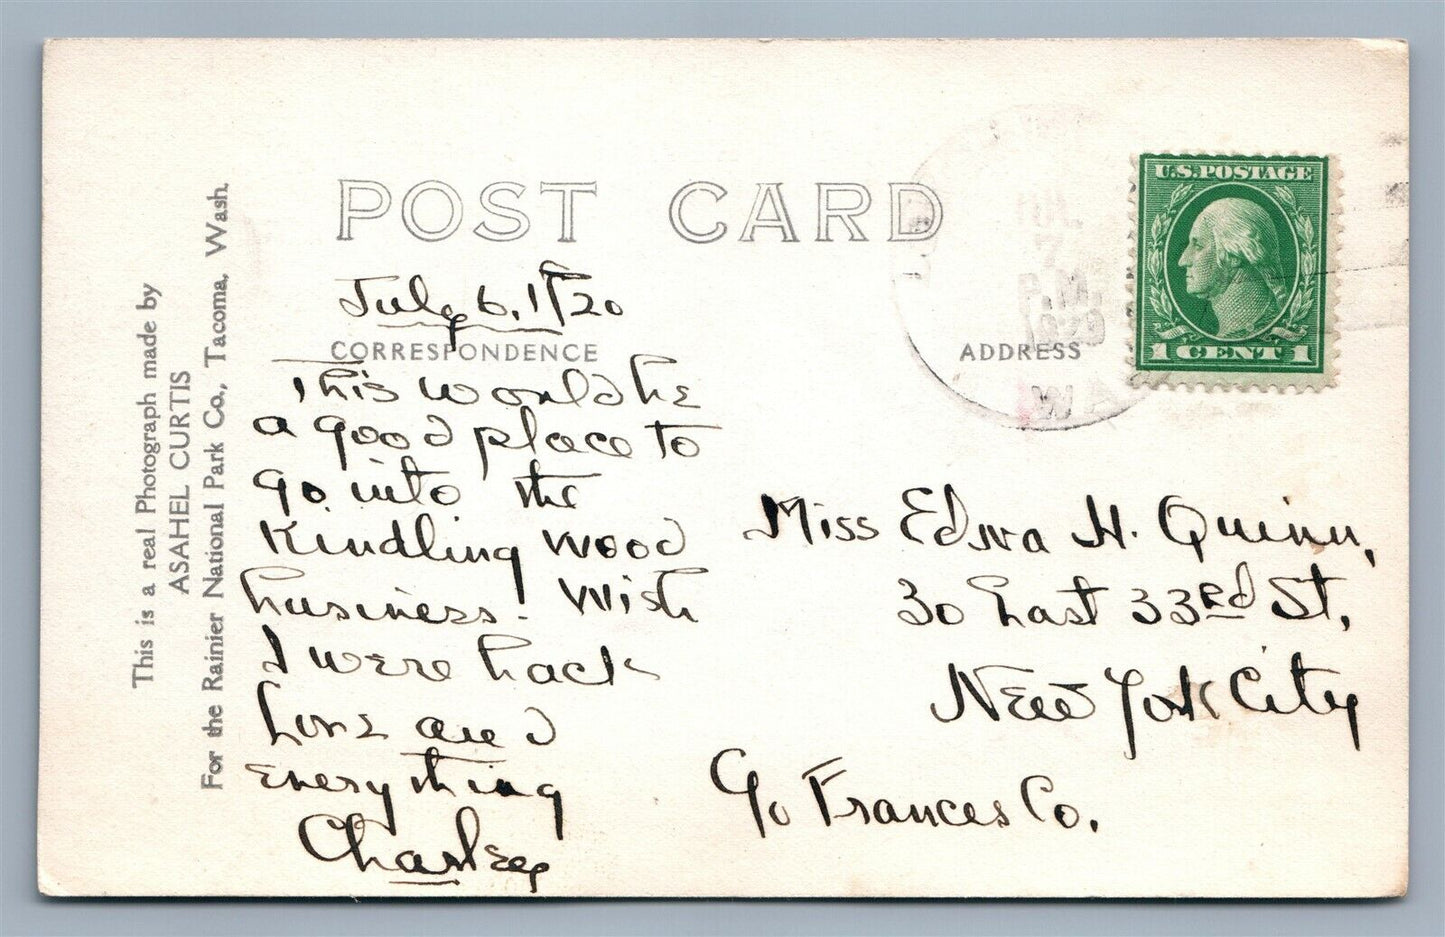 This is a real Photograph made by
ASAHEL CURTIS
For the Rainier National Park Co., Tacoma, Wash.
POST CARD
U.S. POSTAGE
1 CENT 1
JUL
7
P.M.
WA
July 6, 1920
CORRESPONDENCE
ADDRESS
This would be
a good place to
go into the
Kindling wood
business. Wish
I were back
Love and
Everything
Charley
Miss Edna H. Quinn,
30 East 33rd St,
New York City
c/o Frances Co.